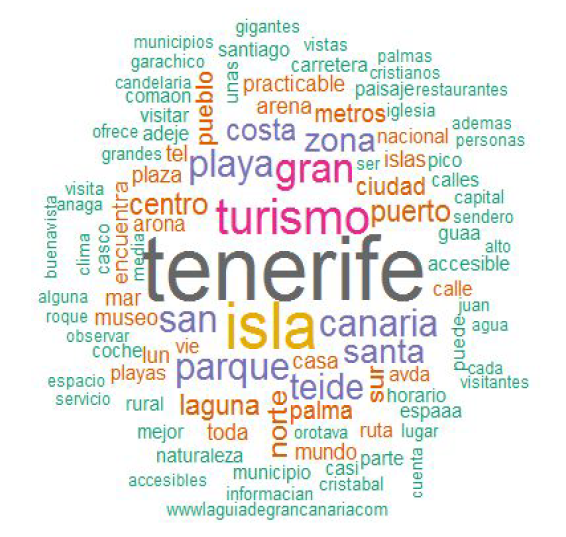 gigantes
municipios santiago vistas
garachico carretera palmas
candelaria unas practicable cristianos
comaon pueblo arena paisaje restaurantes
visitar metros iglesia
ofrece adeje costa zona nacional ademas
grandes tel personas
plaza playa gran ser islas pico
visita encuentra ciudad calles
anaga centro turismo puerto capital
buenavista arona sendero
clima casco media guaa alto
tenerife accesible
alguna mar calle
roque museo san isla canaria juan
observar agua
coche lun vie santa puede
playas parque casa cada
espacio teide sur avda visitantes
servicio rural laguna horario
norte palma espaaa
mejor toda orotava ruta lugar
naturaleza mundo parte
municipio casi cuenta
accesibles cristabal
informacian
wwwlaguiadegrancanariacom